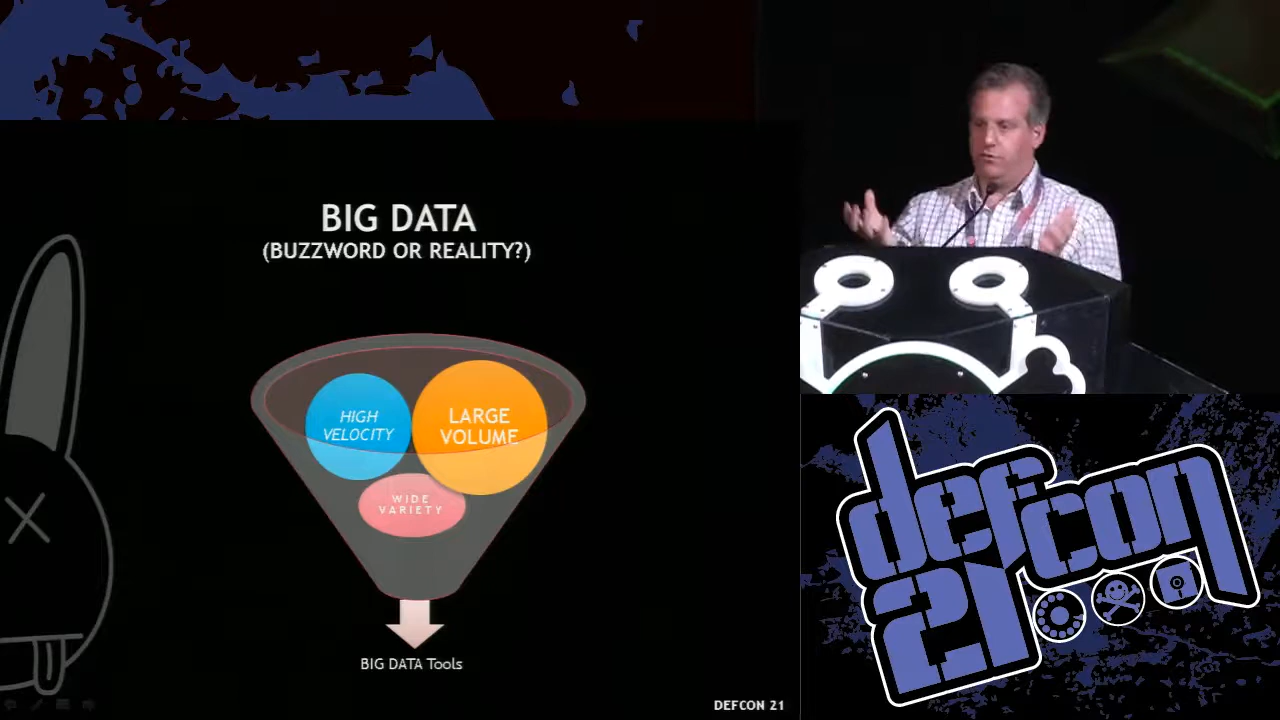 BIG DATA
(BUZZWORD OR REALITY?)
HIGH
VELOCITY
LARGE
VOLUME
WIDE
VARIETY
BIG DATA Tools
DEFCON 21
defcon
21